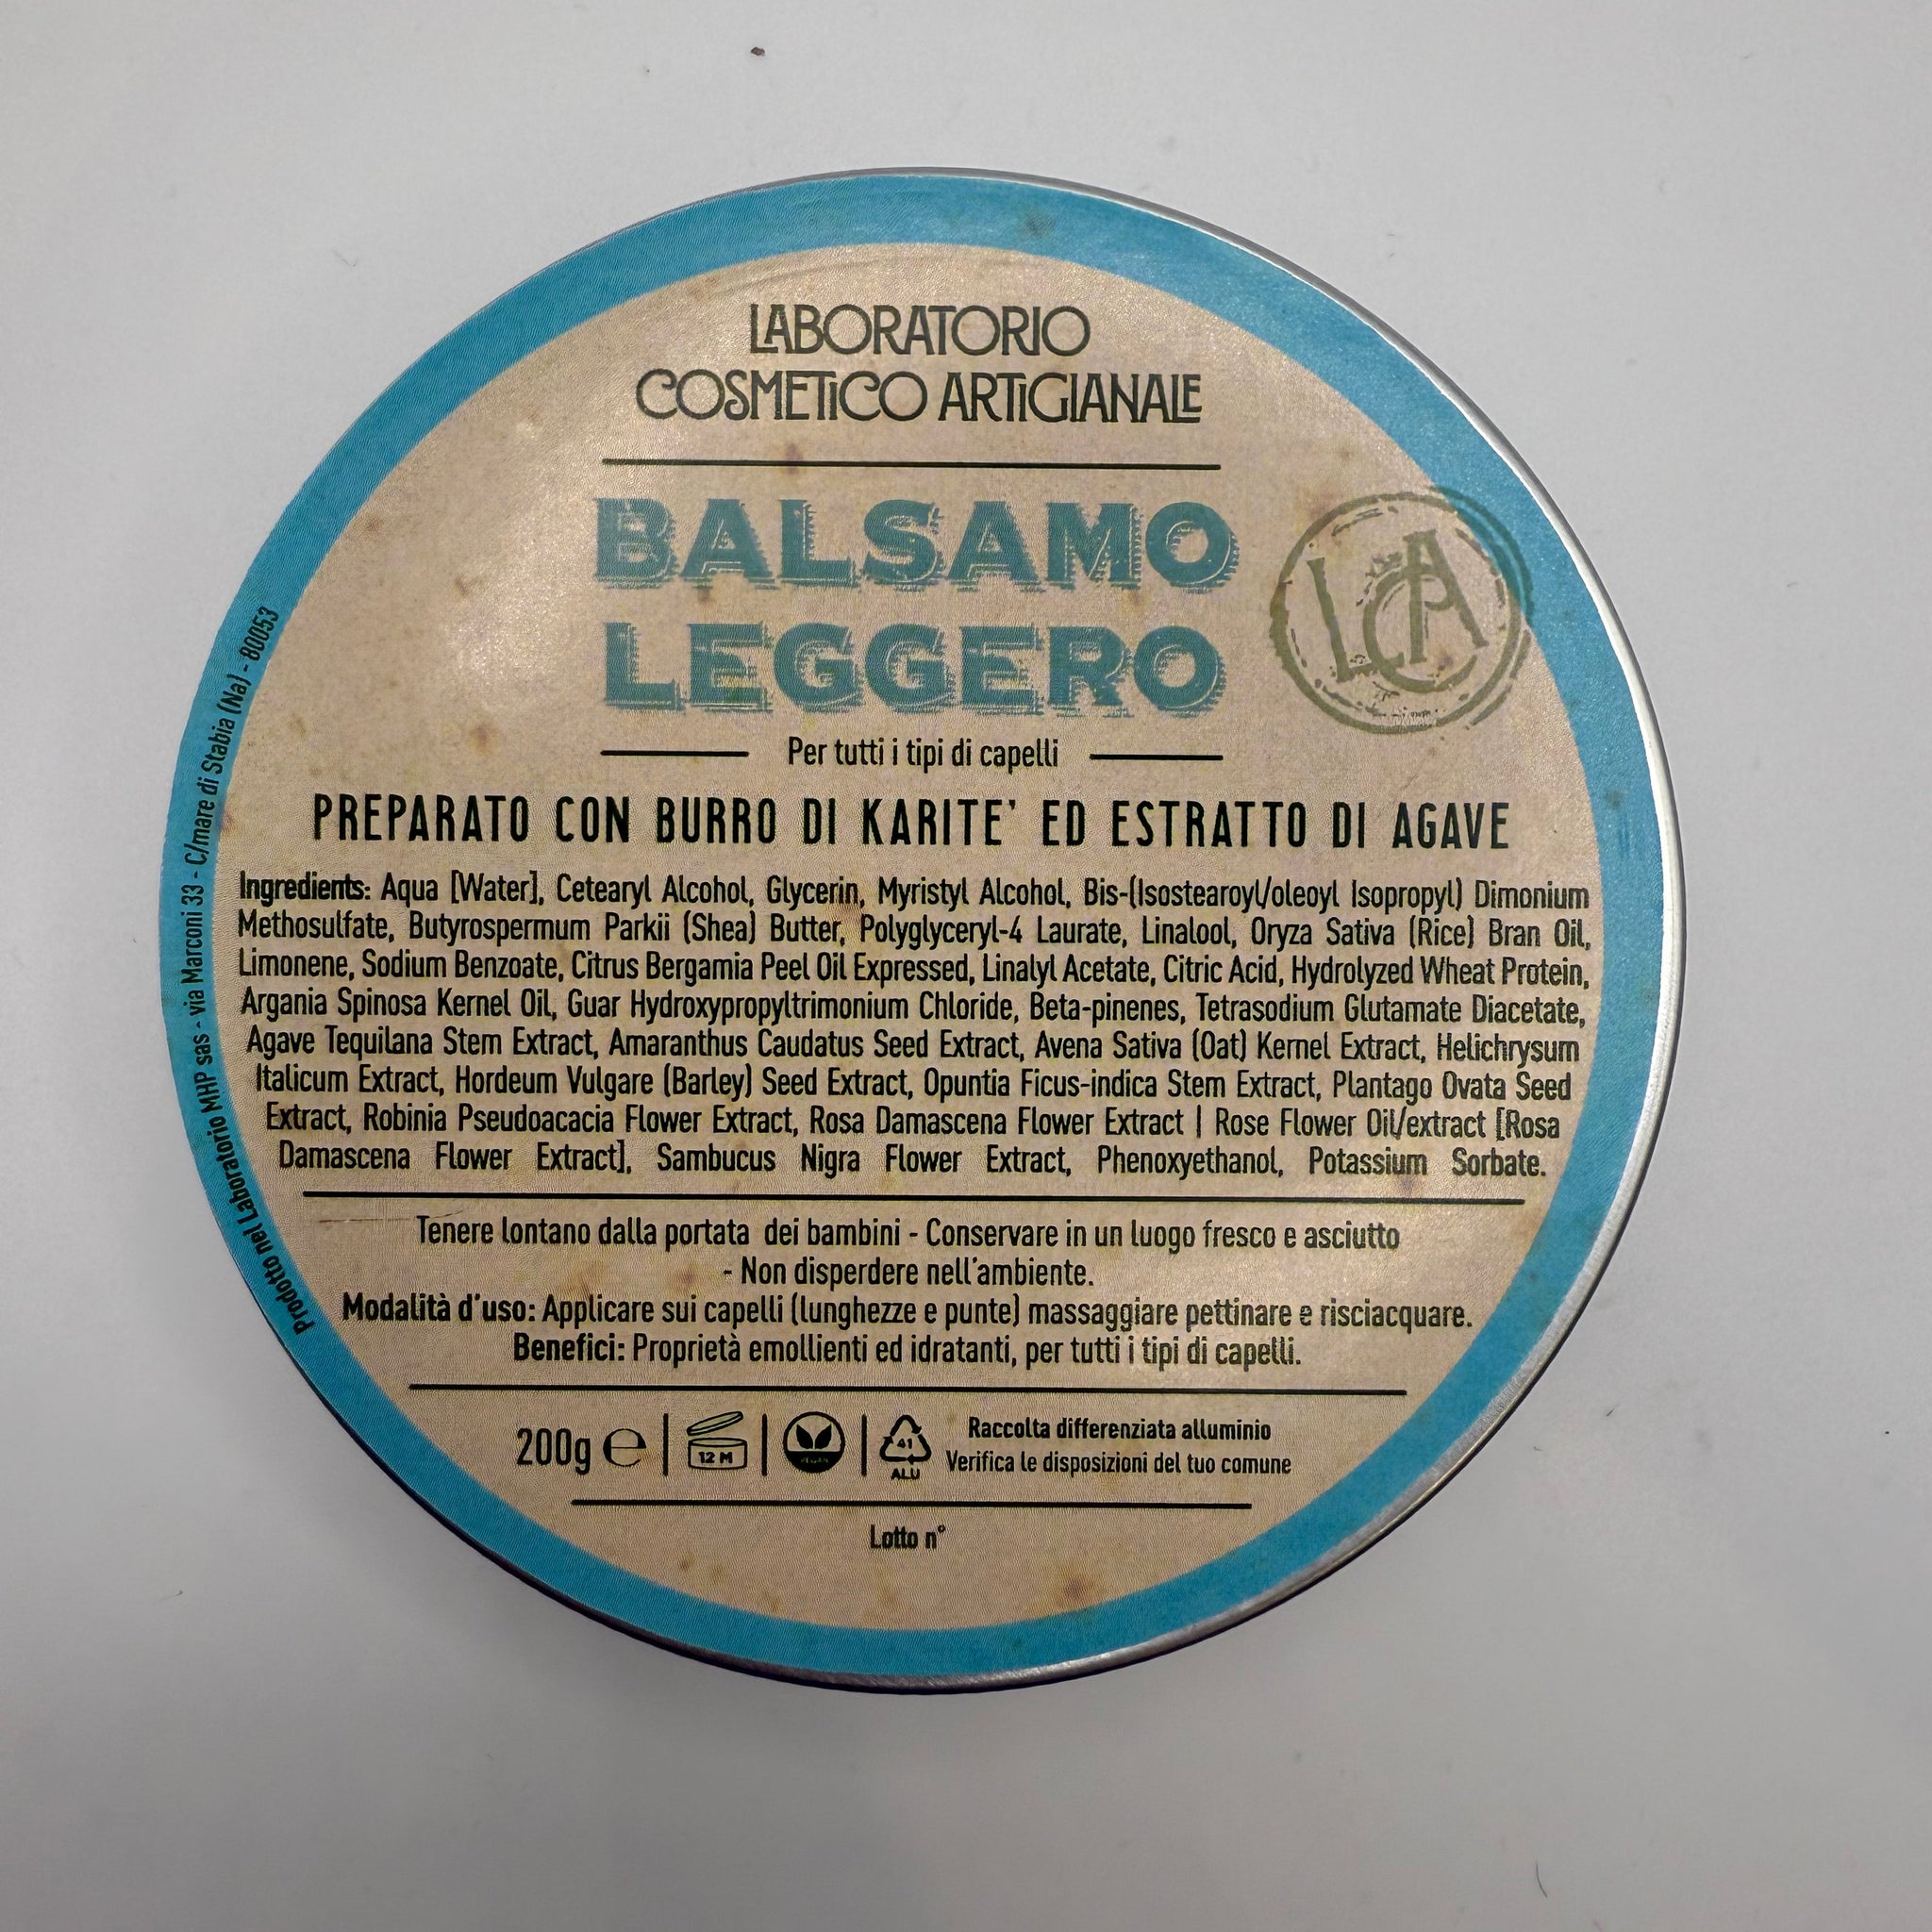 LABORATORIO
COSMETICO ARTIGIANALE
BALSAMO
LEGGERO
LCA
Per tutti i tipi di capelli
PREPARATO CON BURRO DI KARITE' ED ESTRATTO DI AGAVE
Ingredients: Aqua [Water], Cetearyl Alcohol, Glycerin, Myristyl Alcohol, Bis-(Isostearoyl/oleoyl Isopropyl) Dimonium
Methosulfate, Butyrospermum Parkii (Shea) Butter, Polyglyceryl-4 Laurate, Linalool, Oryza Sativa (Rice) Bran Oil,
Limonene, Sodium Benzoate, Citrus Bergamia Peel Oil Expressed, Linalyl Acetate, Citric Acid, Hydrolyzed Wheat Protein,
Argania Spinosa Kernel Oil, Guar Hydroxypropyltrimonium Chloride, Beta-pinenes, Tetrasodium Glutamate Diacetate,
Agave Tequilana Stem Extract, Amaranthus Caudatus Seed Extract, Avena Sativa (Oat) Kernel Extract, Helichrysum
Italicum Extract, Hordeum Vulgare (Barley) Seed Extract, Opuntia Ficus-indica Stem Extract, Plantago Ovata Seed
Extract, Robinia Pseudoacacia Flower Extract, Rosa Damascena Flower Extract | Rose Flower Oil/extract [Rosa
Damascena Flower Extract], Sambucus Nigra Flower Extract, Phenoxyethanol, Potassium Sorbate.
Tenere lontano dalla portata dei bambini - Conservare in un luogo fresco e asciutto
- Non disperdere nell'ambiente.
Modalità d'uso: Applicare sui capelli (lunghezze e punte) massaggiare pettinare e risciacquare.
Benefici: Proprietà emollienti ed idratanti, per tutti i tipi di capelli.
200g e
12 M
VEGAN
41
ALU
Raccolta differenziata alluminio
Verifica le disposizioni del tuo comune
Lotto n°
Prodotto nel Laboratorio MHP sas - via Marconi 33 - C/mare di Stabia (Na) - 80053